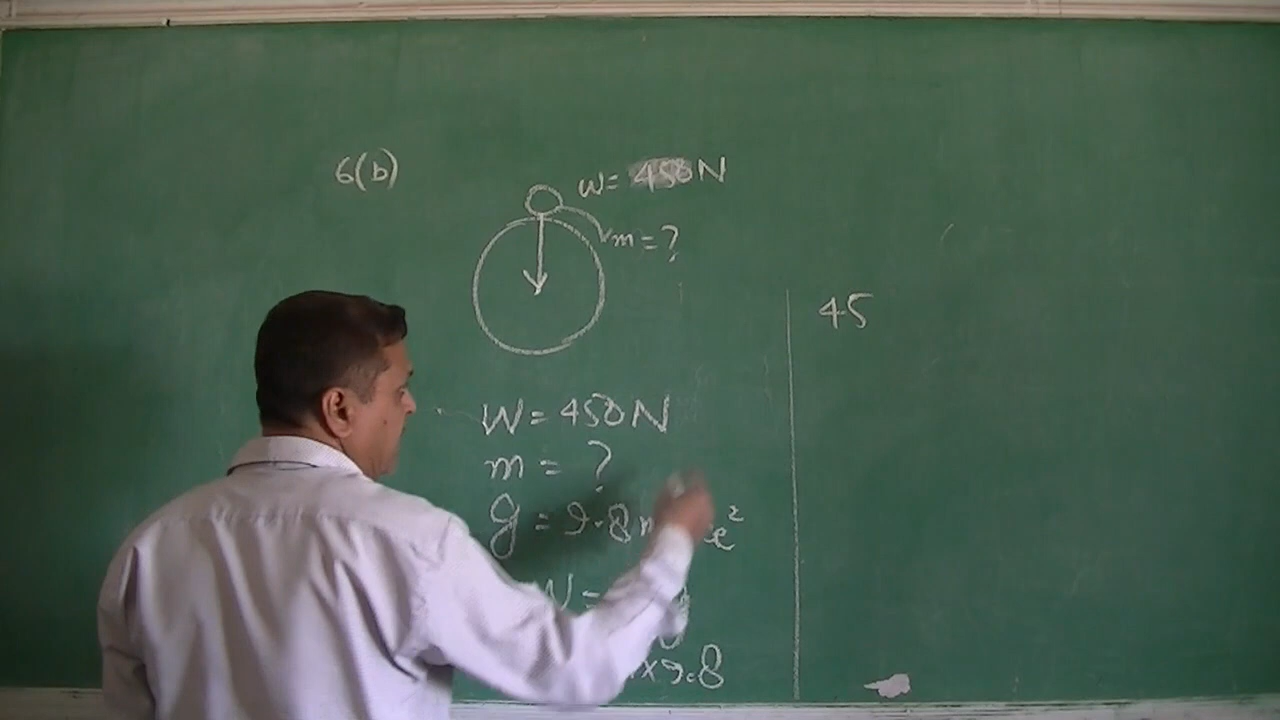 6(b)
W= 450N
m=?
W=450N
m = ?
g = 9.8
=
×9.8
45